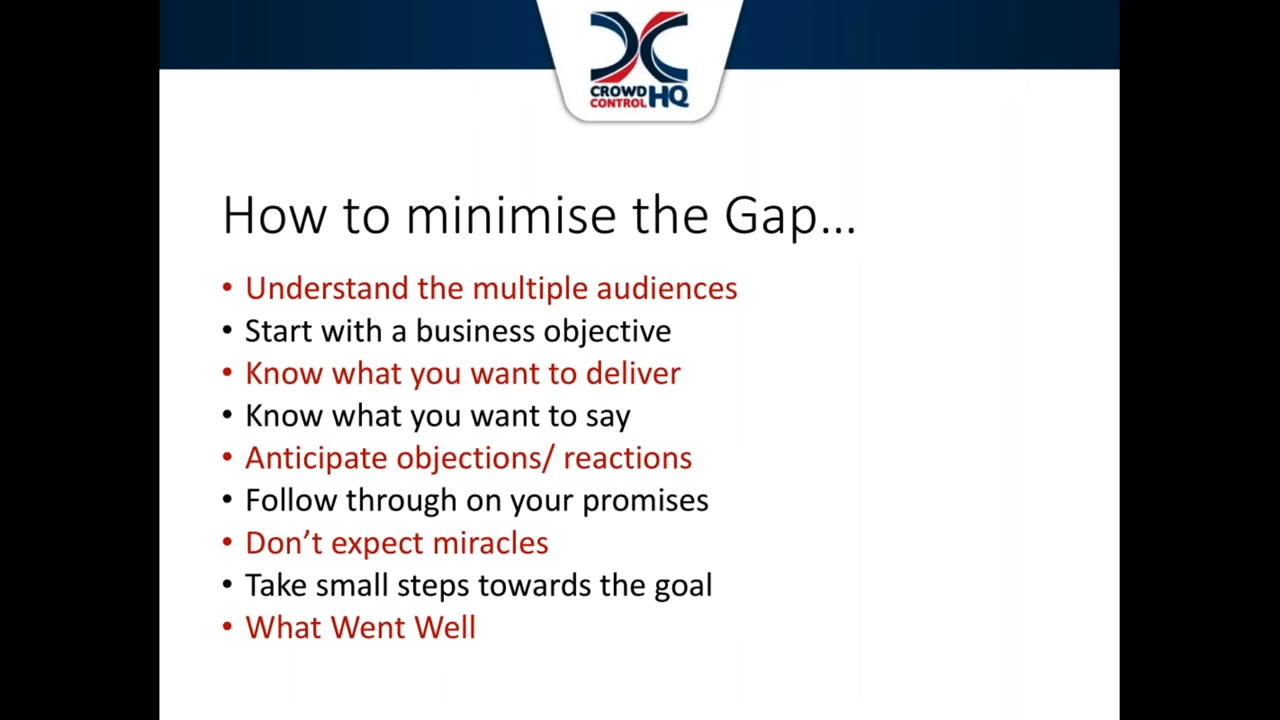 CROWD
CONTROL HQ
How to minimise the Gap...
• Understand the multiple audiences
• Start with a business objective
• Know what you want to deliver
• Know what you want to say
• Anticipate objections/ reactions
• Follow through on your promises
• Don’t expect miracles
• Take small steps towards the goal
• What Went Well